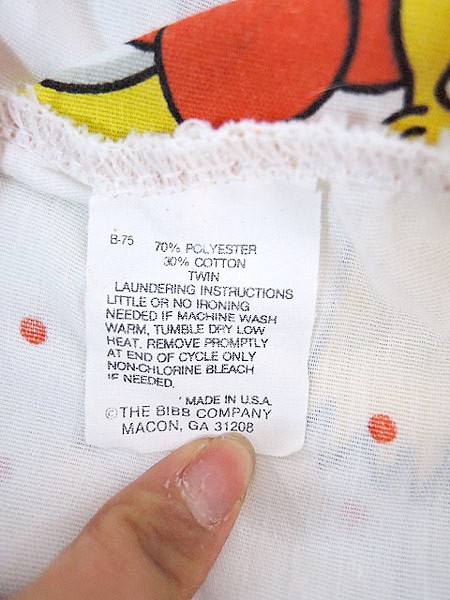 B-75 70% POLYESTER
30% COTTON
TWIN
LAUNDERING INSTRUCTIONS
LITTLE OR NO IRONING
NEEDED IF MACHINE WASH
WARM, TUMBLE DRY LOW
HEAT. REMOVE PROMPTLY
AT END OF CYCLE ONLY
NON-CHLORINE BLEACH
IF NEEDED.
MADE IN U.S.A.
©THE BIBB COMPANY
MACON, GA 31208